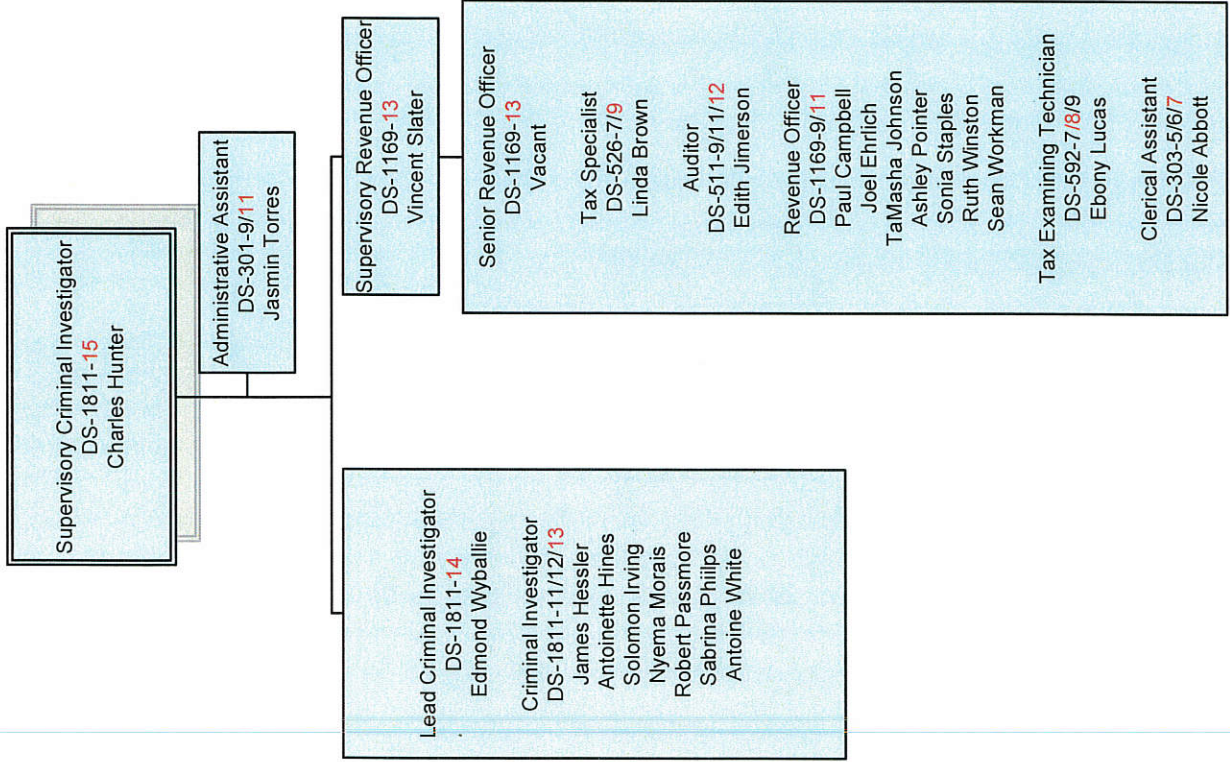 Supervisory Criminal Investigator
DS-1811-15
Charles Hunter
Administrative Assistant
DS-301-9/11
Jasmin Torres
Lead Criminal Investigator
DS-1811-14
Edmond Wyballie
Criminal Investigator
DS-1811-11/12/13
James Hessler
Antoinette Hines
Solomon Irving
Nyema Morais
Robert Passmore
Sabrina Phiilps
Antoine White
Supervisory Revenue Officer
DS-1169-13
Vincent Slater
Senior Revenue Officer
DS-1169-13
Vacant
Tax Specialist
DS-526-7/9
Linda Brown
Auditor
DS-511-9/11/12
Edith Jimerson
Revenue Officer
DS-1169-9/11
Paul Campbell
Joel Ehrlich
TaMasha Johnson
Ashley Pointer
Sonia Staples
Ruth Winston
Sean Workman
Tax Examining Technician
DS-592-7/8/9
Ebony Lucas
Clerical Assistant
DS-303-5/6/7
Nicole Abbott